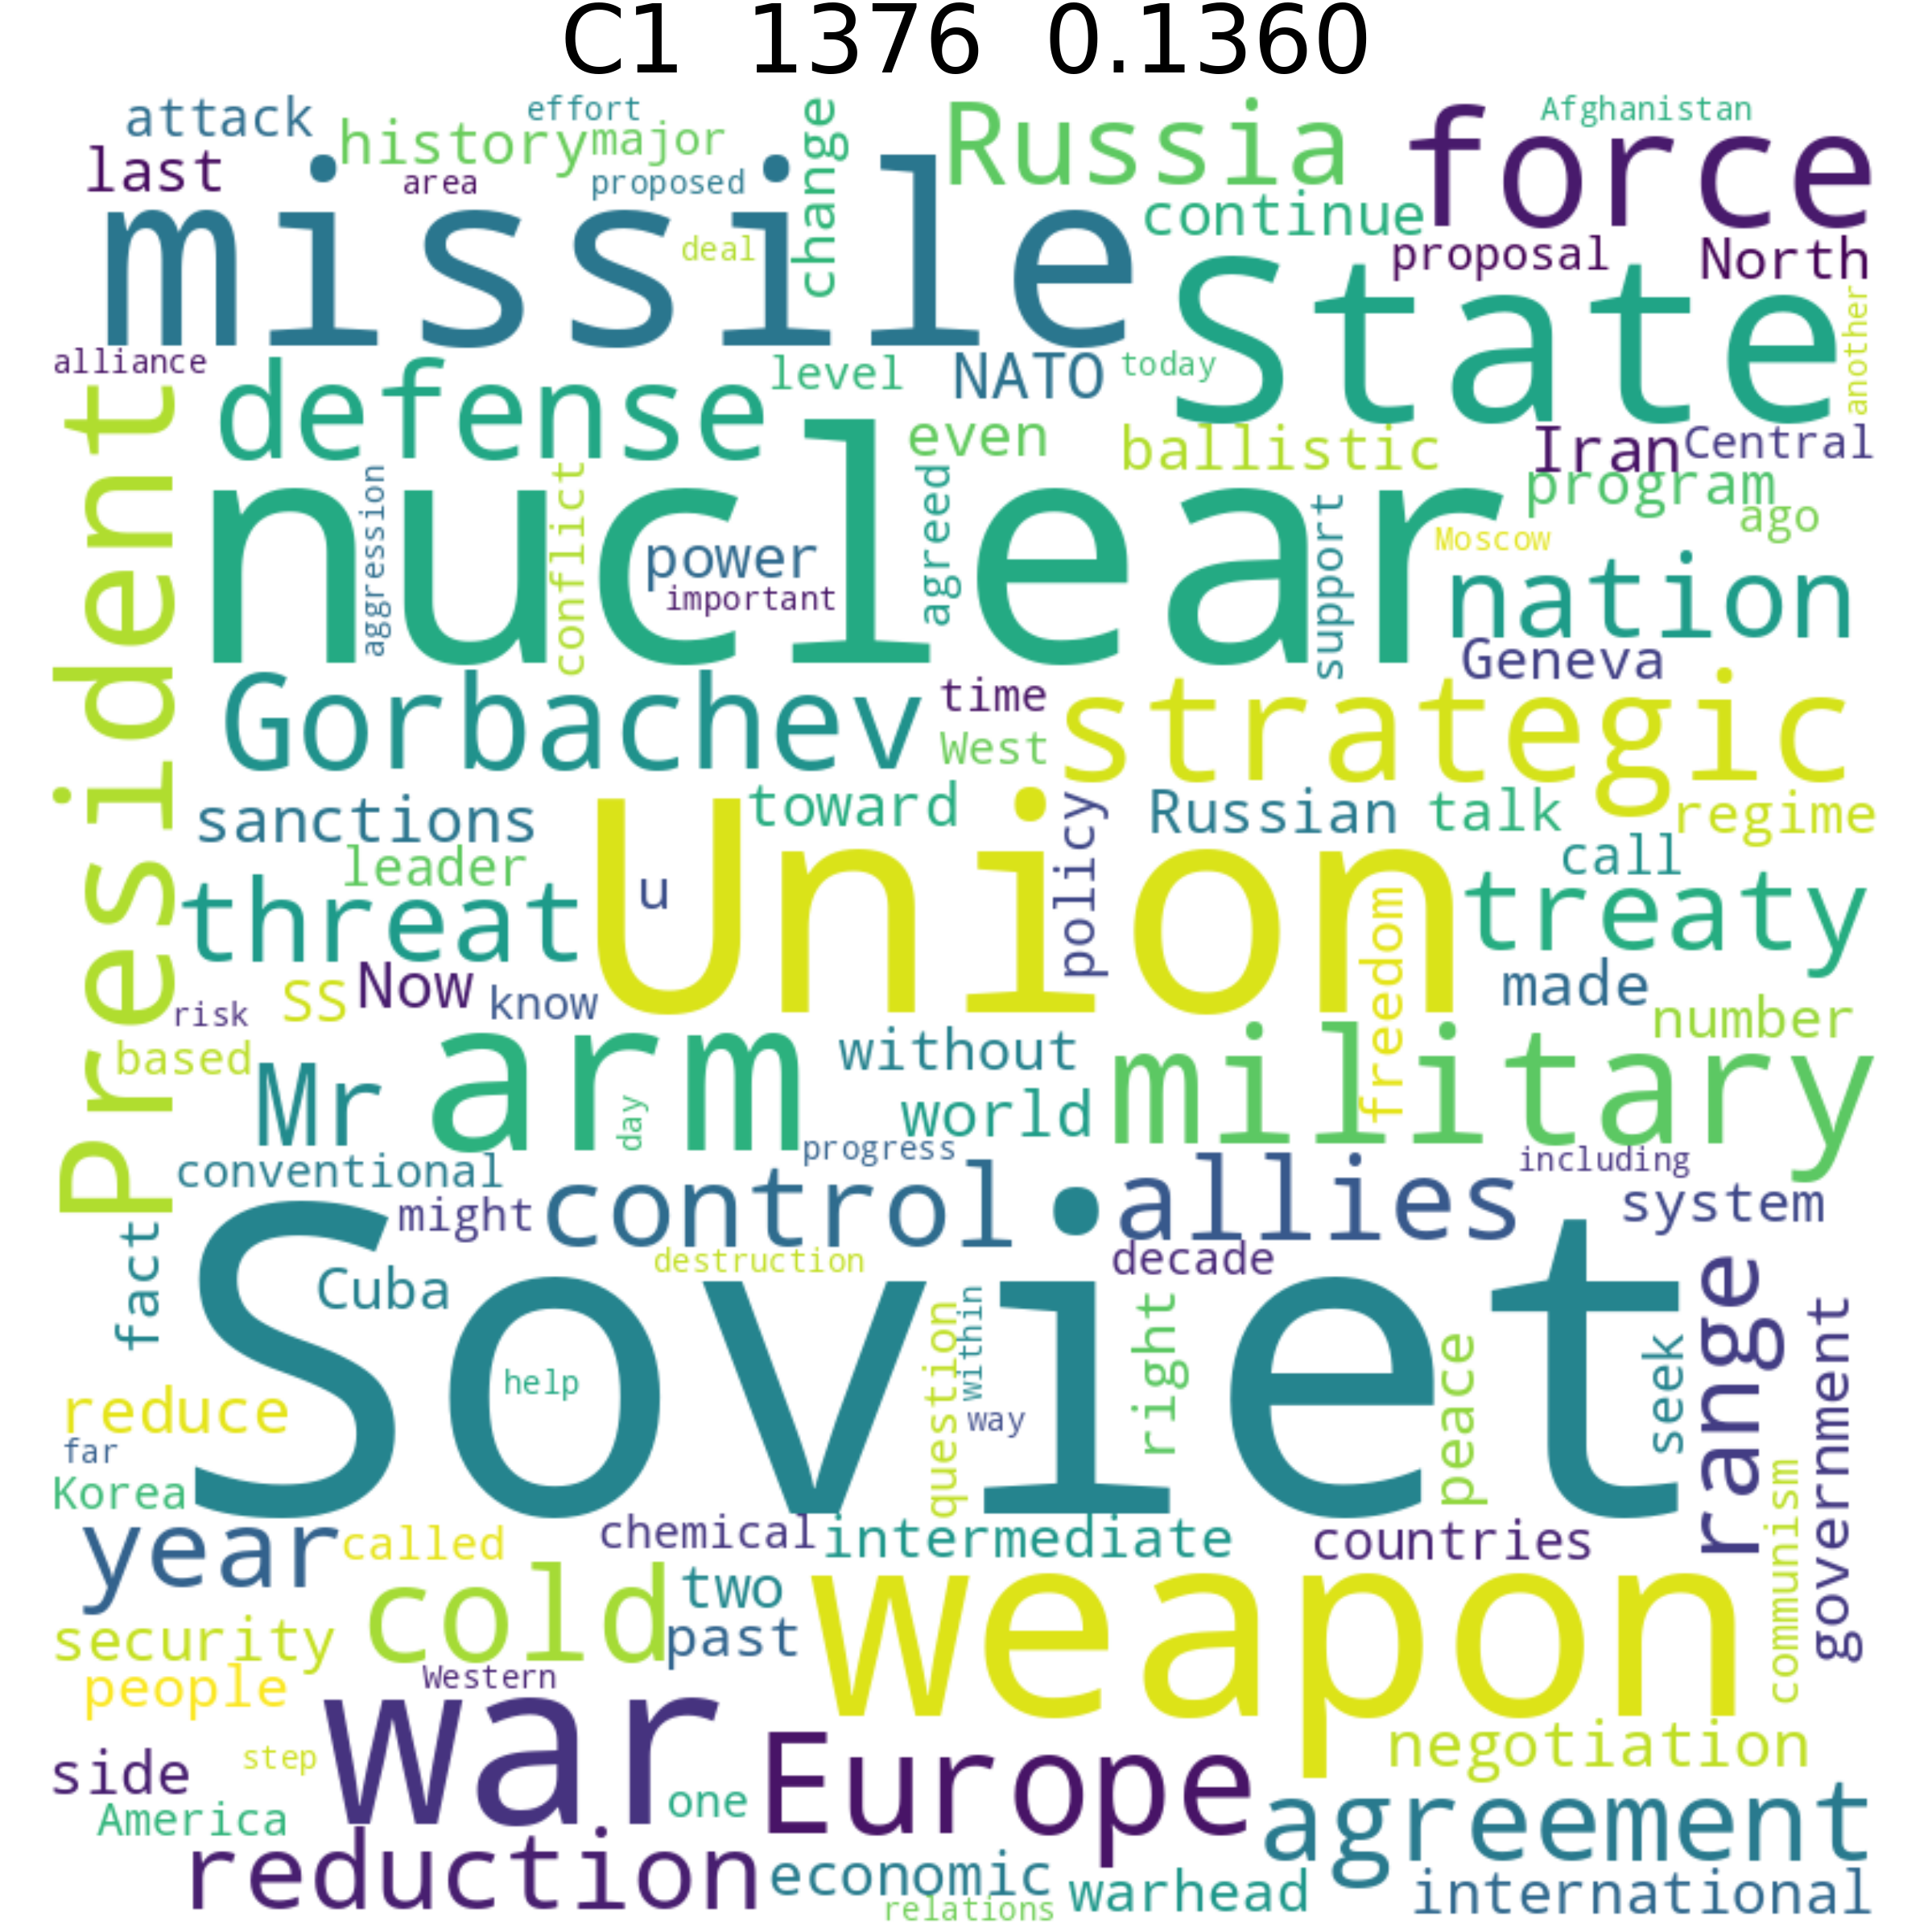 C1 1376 0.1360
attack
effort
Afghanistan
history
major
change
Russia
force
last
area
proposed
missile
continue
deal
proposal
North
State
another
alliance
defense
level
NATO
today
President
even
ballistic
Iran
Central
nuclear
aggression
conflict
agreed
support
program
ago
power
important
Moscow
nation
Geneva
Gorbachev
time
West
strategic
sanctions
toward
policy
Russian
talk
regime
leader
Union
u
call
threat
treaty
freedom
SS
Now
know
made
risk
number
based
Mr
arm
day
without
world
military
progress
conventional
including
might
control
allies
system
fact
Soviet
Cuba
destruction
decade
range
government
help
question
within
right
peace
seek
way
reduce
far
Korea
communism
year
called
chemical
intermediate
countries
cold
two
weapon
security
past
people
Western
war
negotiation
side
step
Europe
America
one
agreement
reduction
economic
warhead
international
relations